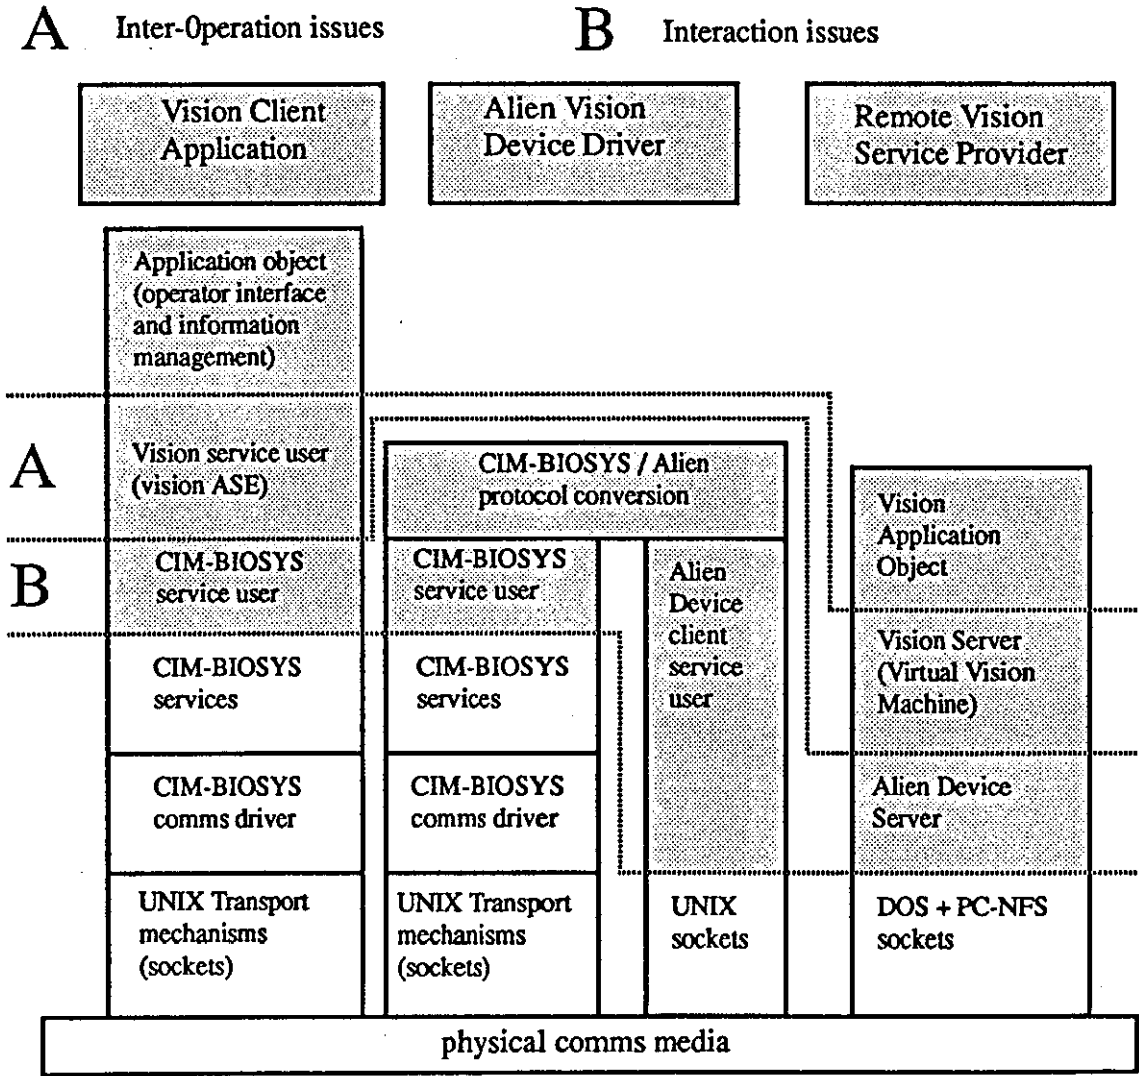 A Inter-Operation issues
B Interaction issues
Vision Client
Application
Alien Vision
Device Driver
Remote Vision
Service Provider
Application object
(operator interface
and information
management)
A
Vision service user
(vision ASE)
CIM-BIOSYS / Alien
protocol conversion
Vision
Application
Object
B
CIM-BIOSYS
service user
CIM-BIOSYS
service user
Alien
Device
client
service
user
Vision Server
(Virtual Vision
Machine)
CIM-BIOSYS
services
CIM-BIOSYS
services
CIM-BIOSYS
comms driver
CIM-BIOSYS
comms driver
Alien Device
Server
UNIX Transport
mechanisms
(sockets)
UNIX Transport
mechanisms
(sockets)
UNIX
sockets
DOS + PC-NFS
sockets
physical comms media